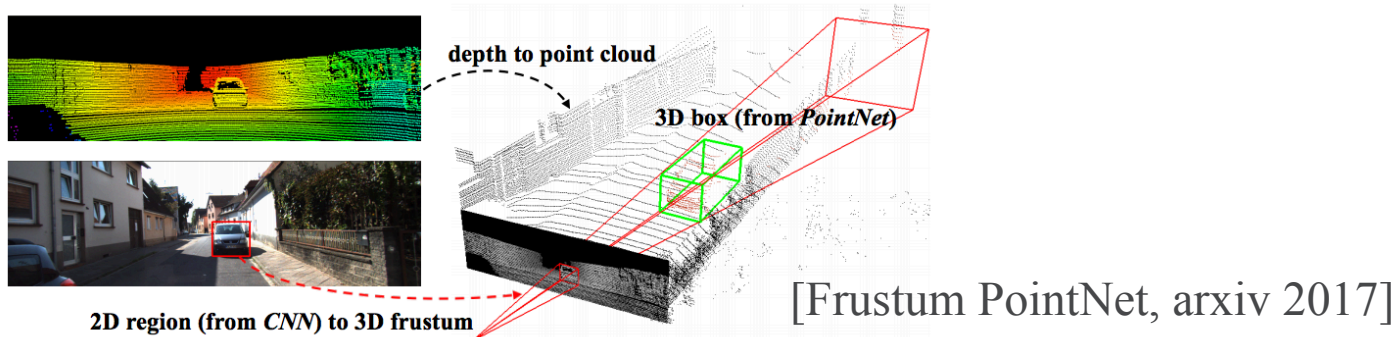 depth to point cloud
3D box (from PointNet)
2D region (from CNN) to 3D frustum
[Frustum PointNet, arxiv 2017]